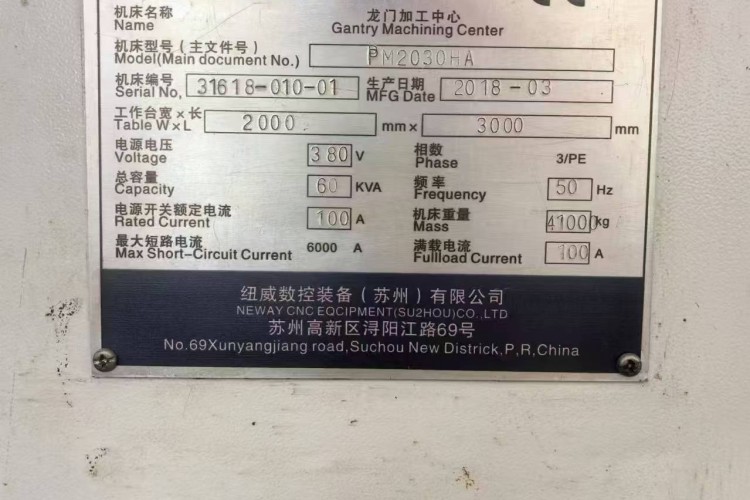 机床名称 龙门加工中心
Name Gantry Machining Center
机床型号(主文件号)
Model(Main document No.) PM2030HA
机床编号 生产日期
Serial No, 31618-010-01 MFG Date 2018-03
工作台宽×长
Table W×L 2000 mm× 3000 mm
电源电压 相数
Voltage 380 V Phase 3/PE
总容量 频率
Capacity 60 KVA Frequency 50 Hz
电源开关额定电流 机床重量
Rated Current 100 A Mass 41000 kg
最大短路电流 满载电流
Max Short-Circuit Current 6000 A Fullload Current 100 A
纽威数控装备(苏州)有限公司
NEWAY CNC EQCIPMENT(SU2HOU)CO.,LTD
苏州高新区浔阳江路69号
No.69Xunyangjiang road,Suchou New Districk,P,R,China